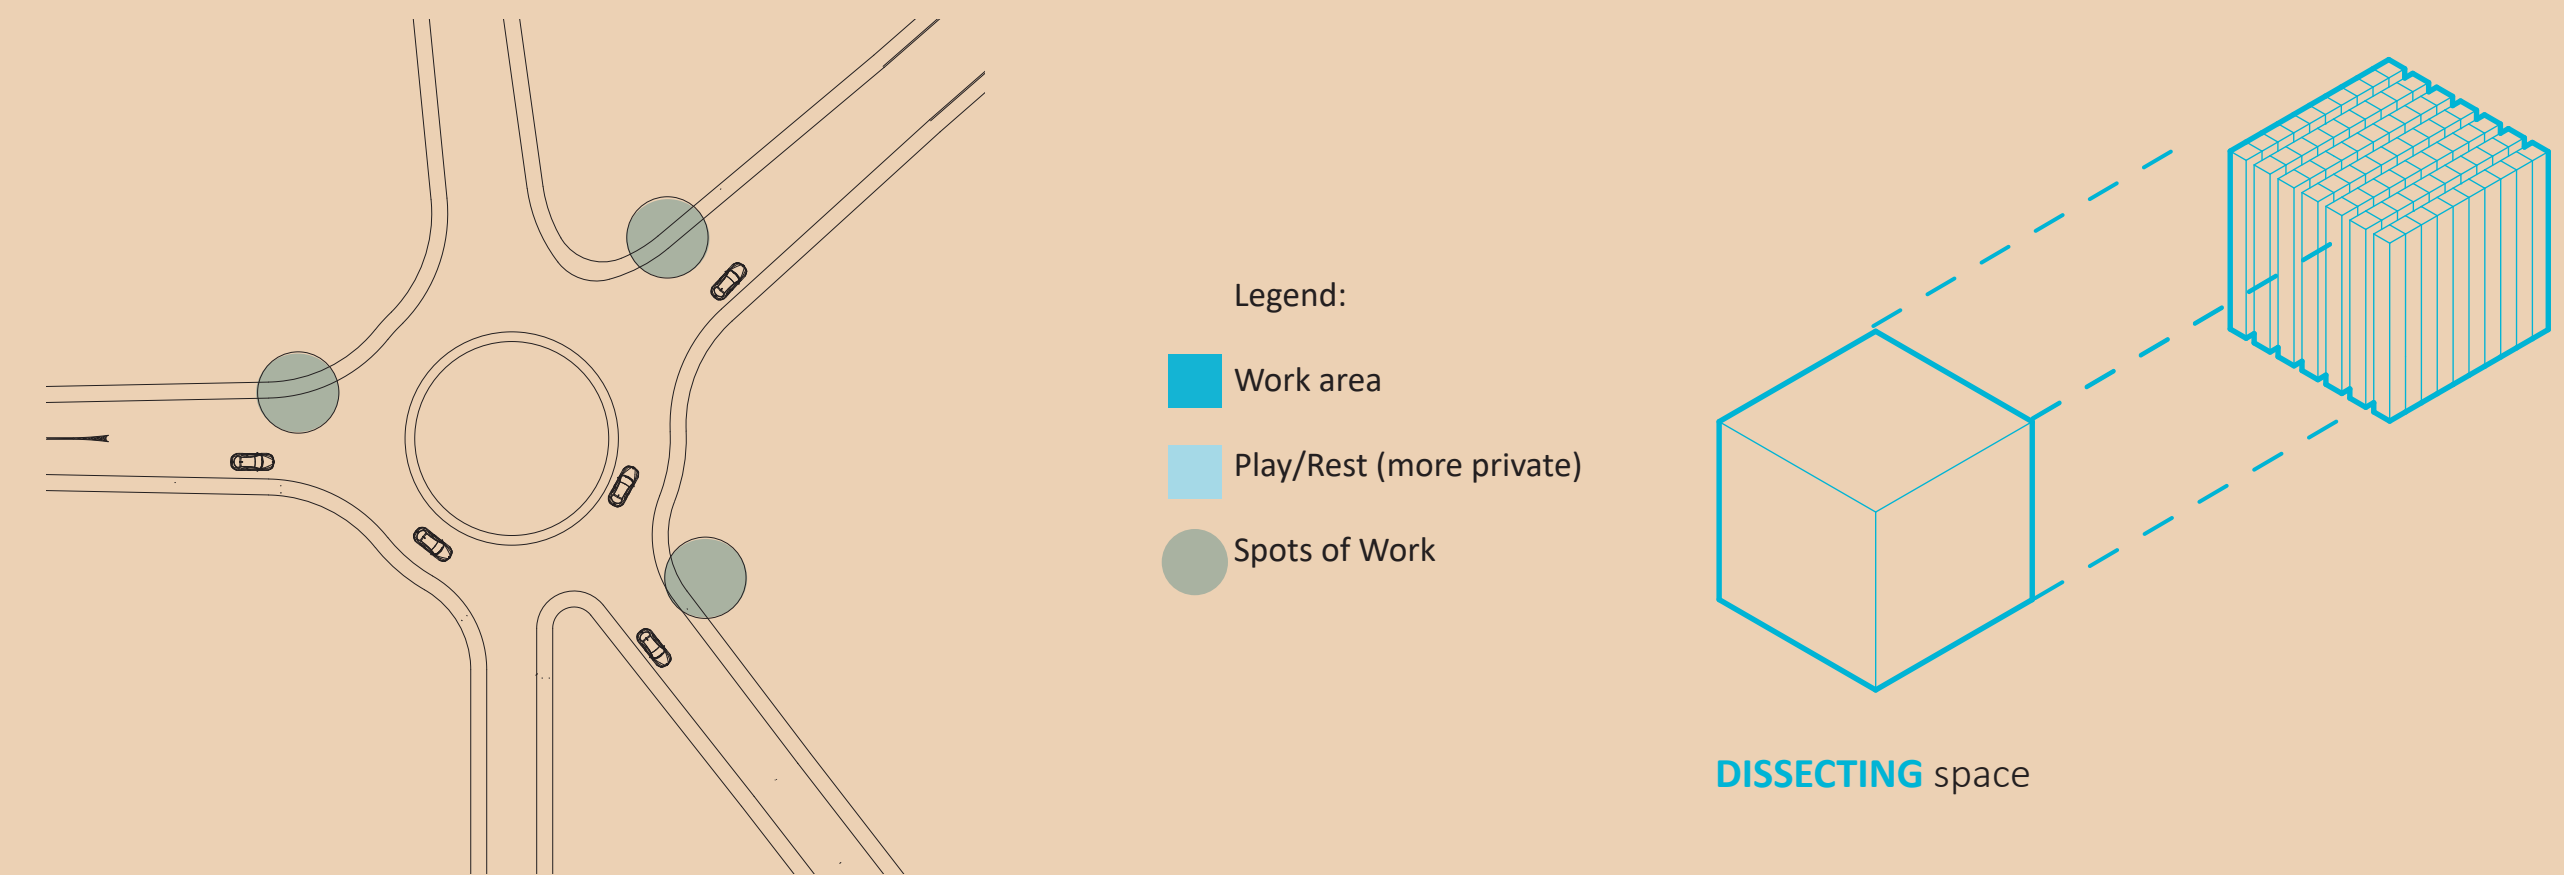 Legend:
Work area
Play/Rest (more private)
Spots of Work
DISSECTING space